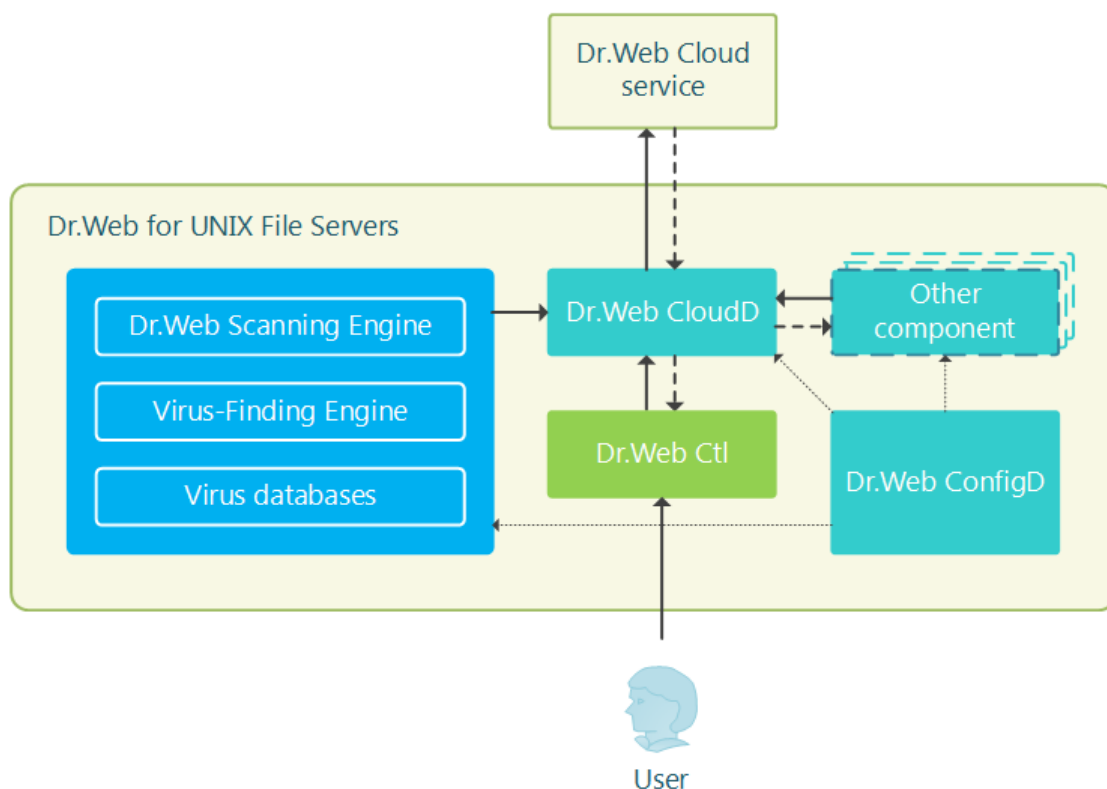 Dr.Web Cloud
service
Dr.Web for UNIX File Servers
Dr.Web Scanning Engine
Virus-Finding Engine
Virus databases
Dr.Web CloudD
Other
component
Dr.Web Ctl
Dr.Web ConfigD
User